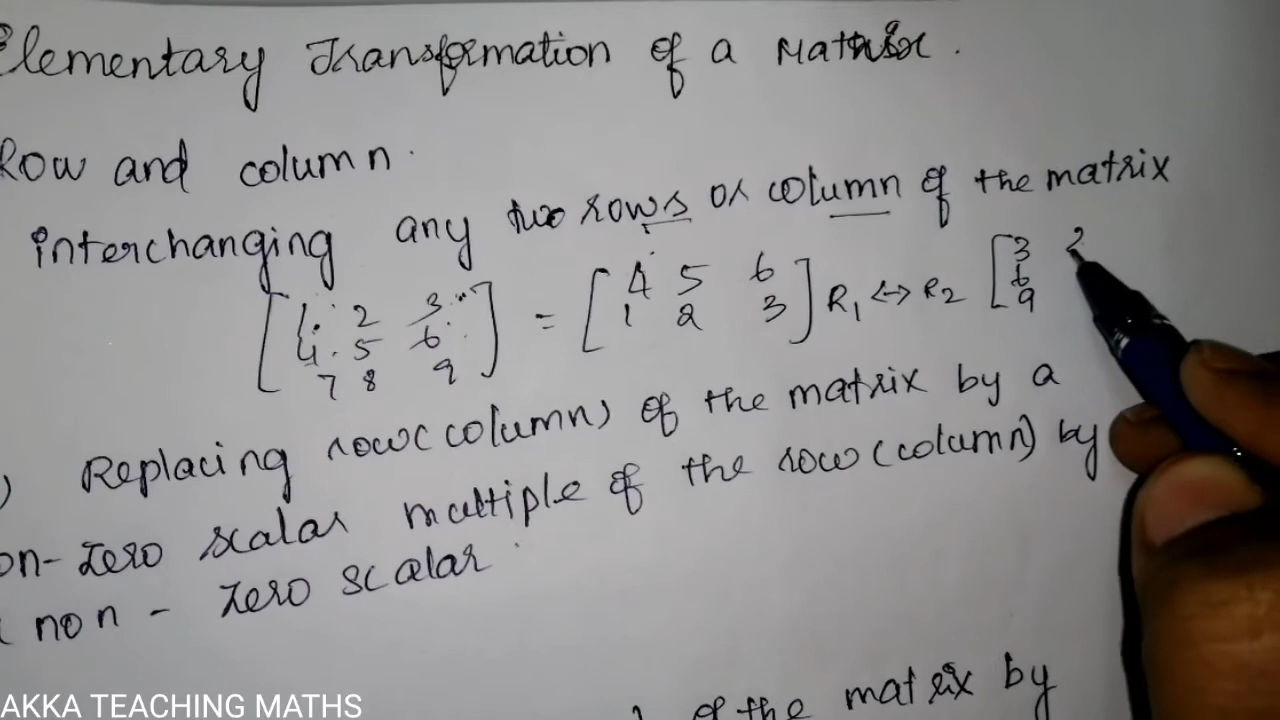 Elementary Transformation of a Matrix.
Row and column.
interchanging any two rows or column of the matrix
[1 2 3 = [4 5 6] R1 <-> R2 [3 2
4 5 6 1 2 3 6
7 8 9] 9
) Replacing row(column) of the matrix by a
on-zero scalar multiple of the row(column) by
non - zero scalar
of the matrix by
AKKA TEACHING MATHS